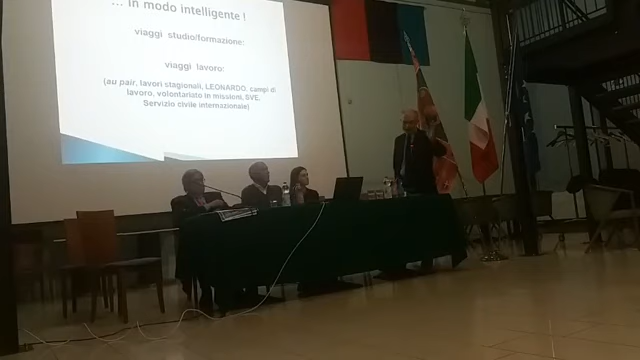 ... in modo intelligente !
viaggi studio/formazione:
viaggi lavoro:
(au pair, lavori stagionali, LEONARDO, campi di
lavoro, volontariato in missioni, SVE,
Servizio civile internazionale)